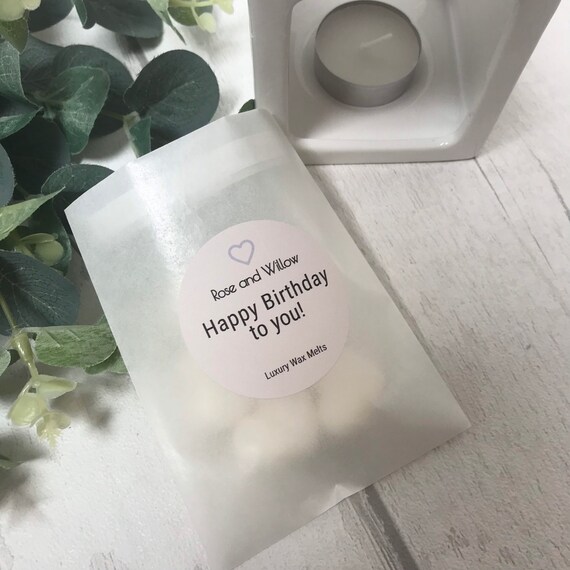 Rose and Willow
Happy Birthday
to you!
Luxury Wax Melts